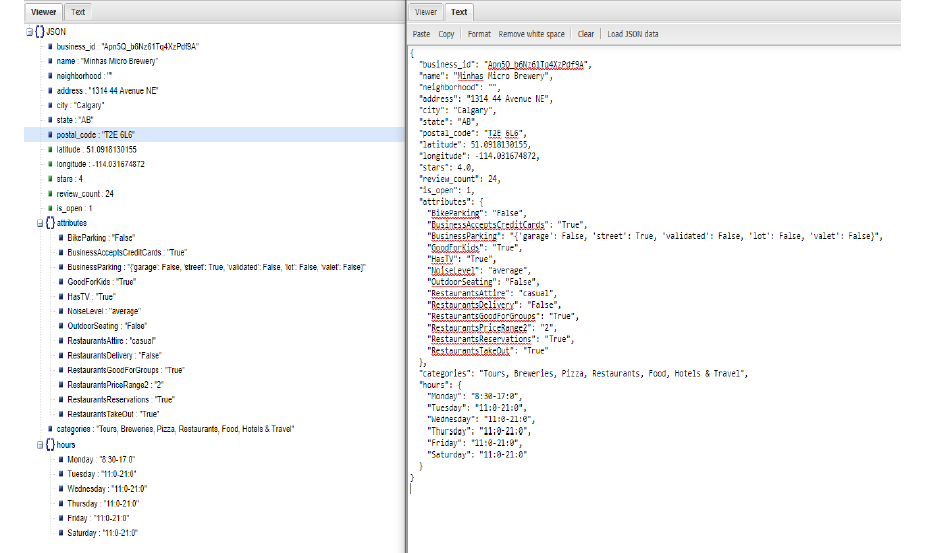 Viewer Text
JSON
business_id : "Apn5Q_b6Nz61Tq4XzPdf9A"
name : "Minhas Micro Brewery"
neighborhood : ""
address : "1314 44 Avenue NE"
city : "Calgary"
state : "AB"
postal_code : "T2E 6L6"
latitude : 51.0918130155
longitude : -114.031674872
stars : 4
review_count : 24
is_open : 1
attributes
BikeParking : "False"
BusinessAcceptsCreditCards : "True"
BusinessParking : "{'garage': False, 'street': True, 'validated': False, 'lot': False, 'valet': False}"
GoodForKids : "True"
HasTV : "True"
NoiseLevel : "average"
OutdoorSeating : "False"
RestaurantsAttire : "casual"
RestaurantsDelivery : "False"
RestaurantsGoodForGroups : "True"
RestaurantsPriceRange2 : "2"
RestaurantsReservations : "True"
RestaurantsTakeOut : "True"
categories : "Tours, Breweries, Pizza, Restaurants, Food, Hotels & Travel"
hours
Monday : "8:30-17:0"
Tuesday : "11:0-21:0"
Wednesday : "11:0-21:0"
Thursday : "11:0-21:0"
Friday : "11:0-21:0"
Saturday : "11:0-21:0"
Viewer Text
Paste Copy Format Remove white space Clear Load JSON data
{
"business_id": "Apn5Q_b6Nz61Tq4XzPdf9A",
"name": "Minhas Micro Brewery",
"neighborhood": "",
"address": "1314 44 Avenue NE",
"city": "Calgary",
"state": "AB",
"postal_code": "T2E 6L6",
"latitude": 51.0918130155,
"longitude": -114.031674872,
"stars": 4.0,
"review_count": 24,
"is_open": 1,
"attributes": {
"BikeParking": "False",
"BusinessAcceptsCreditCards": "True",
"BusinessParking": "{'garage': False, 'street': True, 'validated': False, 'lot': False, 'valet': False}",
"GoodForKids": "True",
"HasTV": "True",
"NoiseLevel": "average",
"OutdoorSeating": "False",
"RestaurantsAttire": "casual",
"RestaurantsDelivery": "False",
"RestaurantsGoodForGroups": "True",
"RestaurantsPriceRange2": "2",
"RestaurantsReservations": "True",
"RestaurantsTakeOut": "True"
},
"categories": "Tours, Breweries, Pizza, Restaurants, Food, Hotels & Travel",
"hours": {
"Monday": "8:30-17:0",
"Tuesday": "11:0-21:0",
"Wednesday": "11:0-21:0",
"Thursday": "11:0-21:0",
"Friday": "11:0-21:0",
"Saturday": "11:0-21:0"
}
}